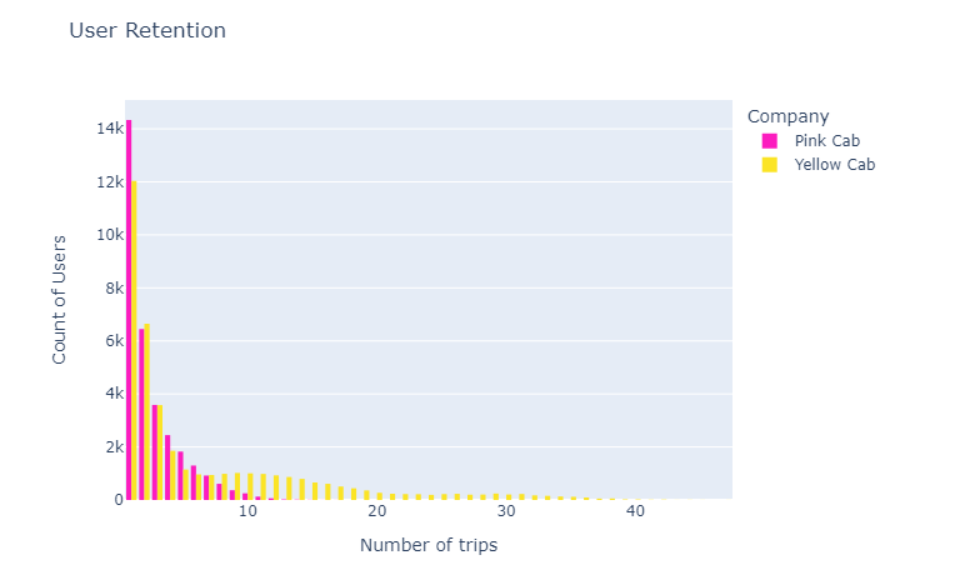 User Retention
Company
Pink Cab
Yellow Cab
14k
12k
10k
8k
6k
4k
2k
0
Count of Users
10 20 30 40
Number of trips